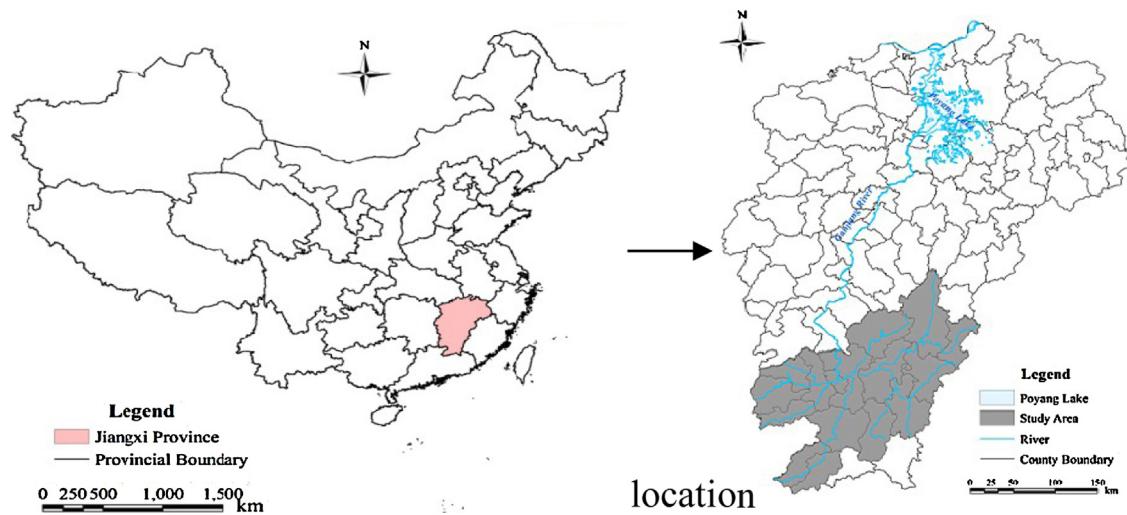 N
Legend
Jiangxi Province
Provincial Boundary
0 250 500 1,000 1,500
km
location
N
Poyang Lake
Ganjiang River
Legend
Poyang Lake
Study Area
River
County Boundary
0 25 50 100 150
km